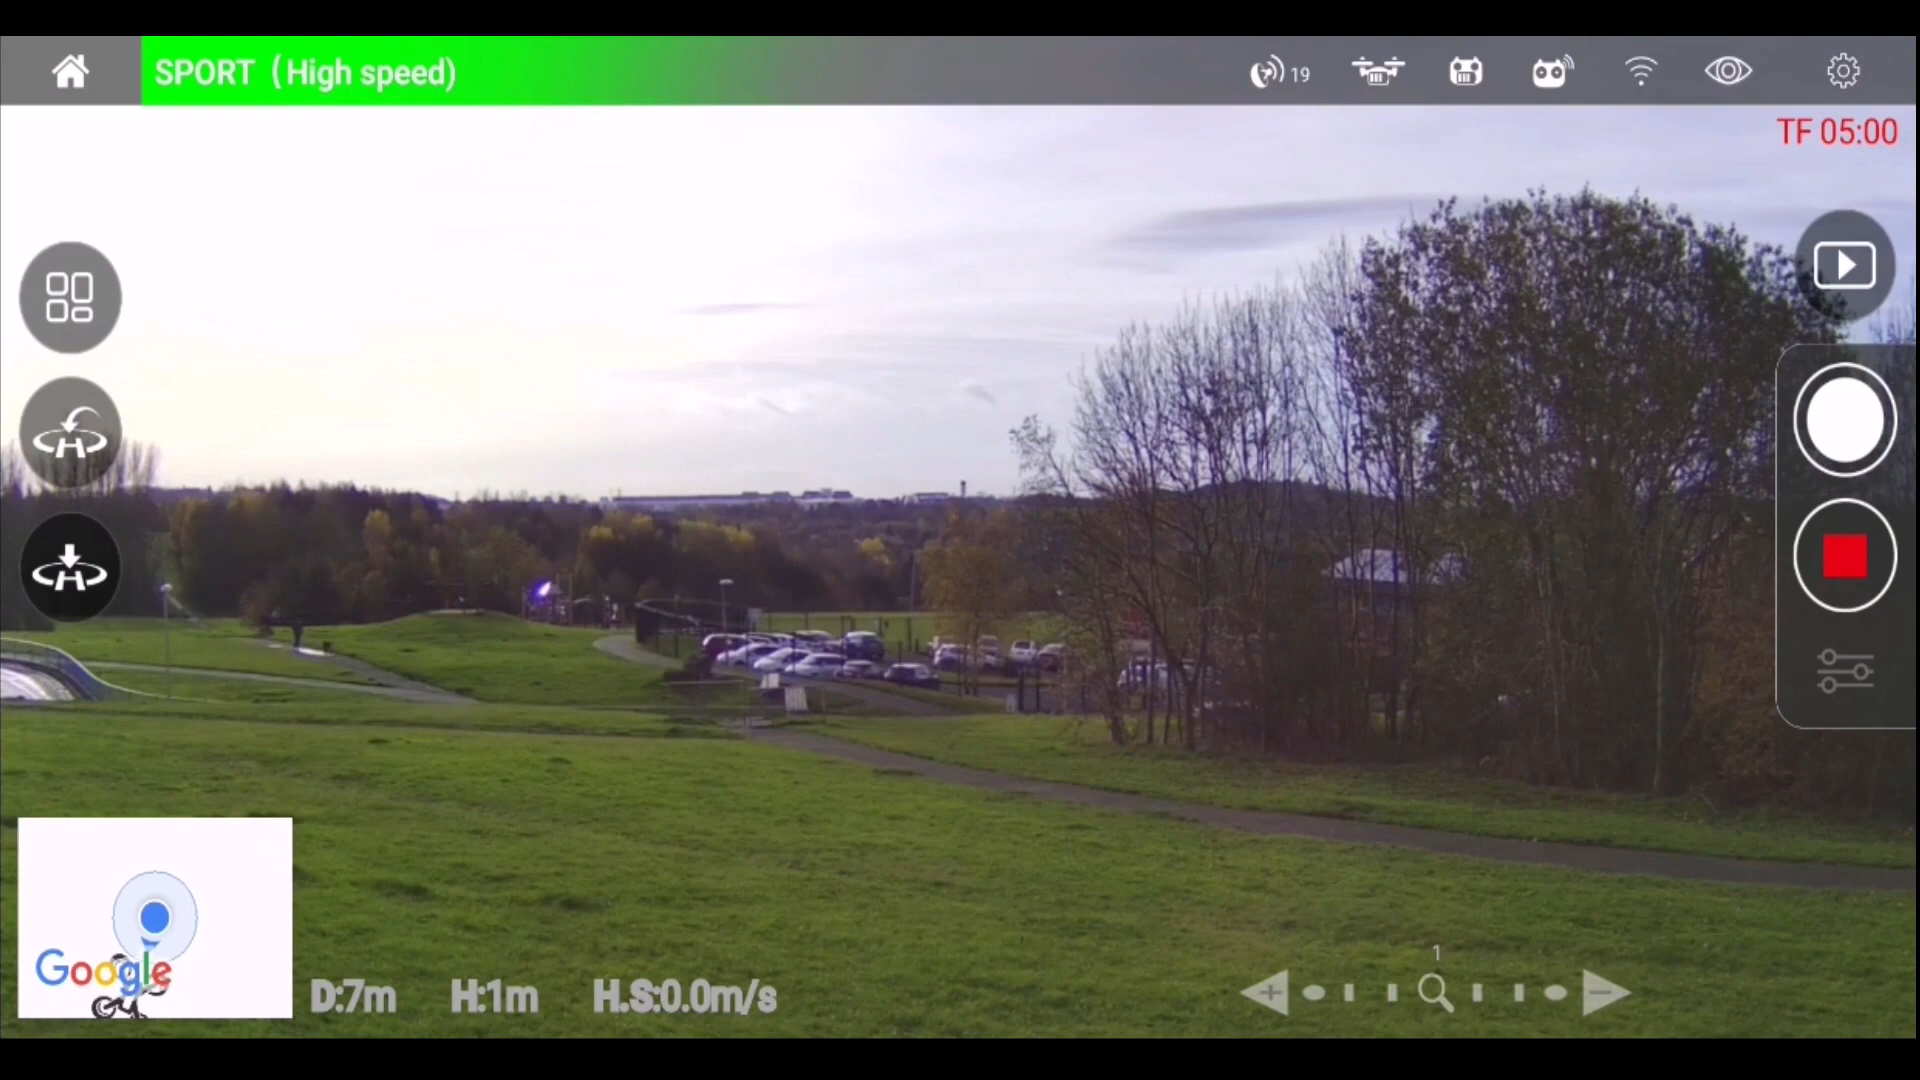 SPORT (High speed)
19
TF 05:00
1
Google
D:7m H:1m H.S:0.0m/s